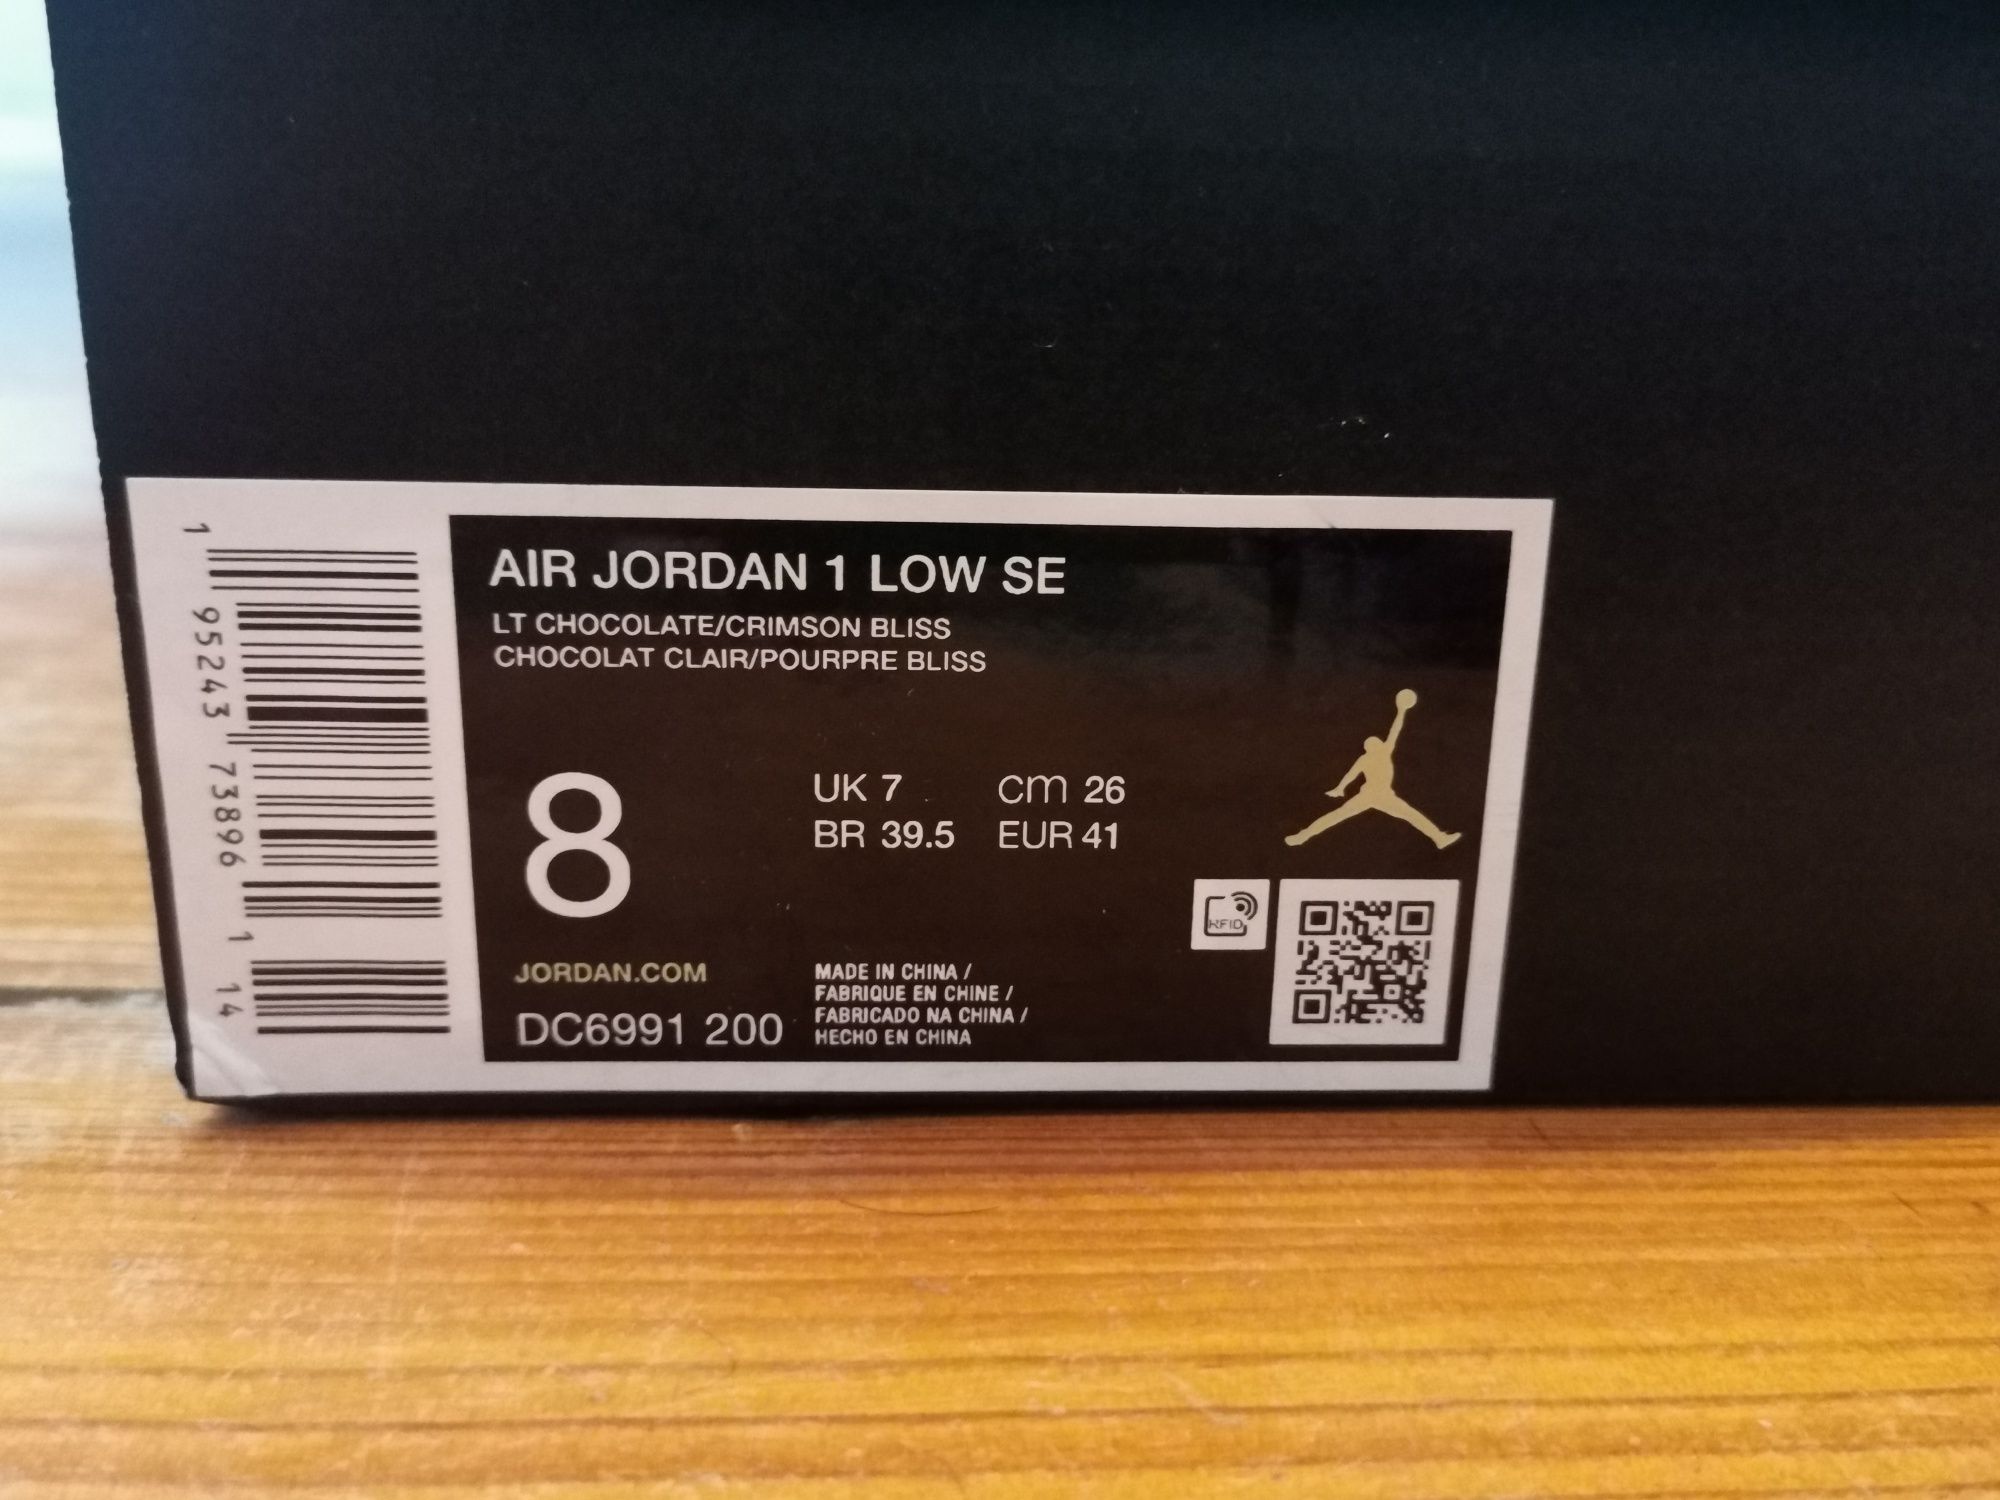 AIR JORDAN 1 LOW SE
LT CHOCOLATE/CRIMSON BLISS
CHOCOLAT CLAIR/POURPRE BLISS
8
UK 7 cm 26
BR 39.5 EUR 41
RFID
JORDAN.COM
DC6991 200
MADE IN CHINA /
FABRIQUE EN CHINE /
FABRICADO NA CHINA /
HECHO EN CHINA
1 95243 73896 1 14